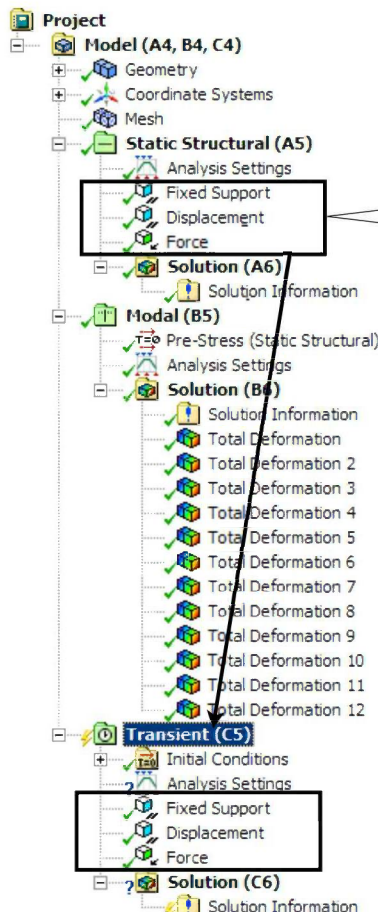 Project
Model (A4, B4, C4)
Geometry
Coordinate Systems
Mesh
Static Structural (A5)
Analysis Settings
Fixed Support
Displacement
Force
Solution (A6)
Solution Information
Modal (B5)
T=0 Pre-Stress (Static Structural)
Analysis Settings
Solution (B6)
Solution Information
Total Deformation
Total Deformation 2
Total Deformation 3
Total Deformation 4
Total Deformation 5
Total Deformation 6
Total Deformation 7
Total Deformation 8
Total Deformation 9
Total Deformation 10
Total Deformation 11
Total Deformation 12
Transient (C5)
T=0 Initial Conditions
? Analysis Settings
Fixed Support
Displacement
Force
? Solution (C6)
Solution Information